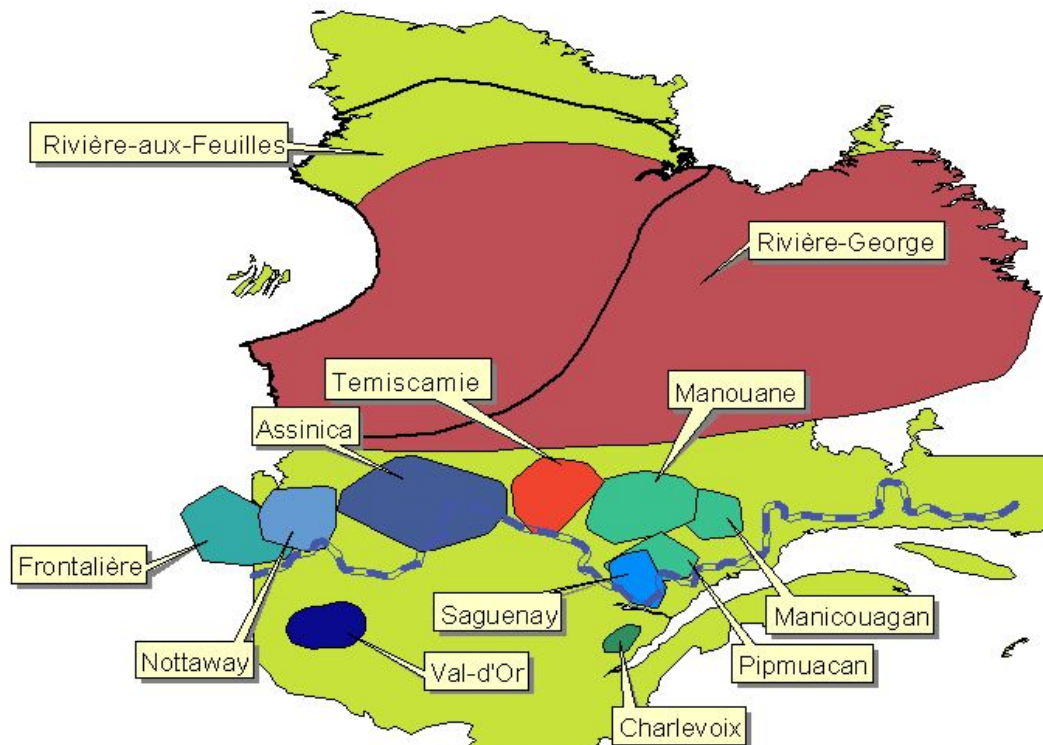 Rivière-aux-Feuilles
Rivière-George
Temiscamie
Manouane
Assinica
Frontalière
Saguenay
Manicouagan
Nottaway
Val-d'Or
Pipmuacan
Charlevoix